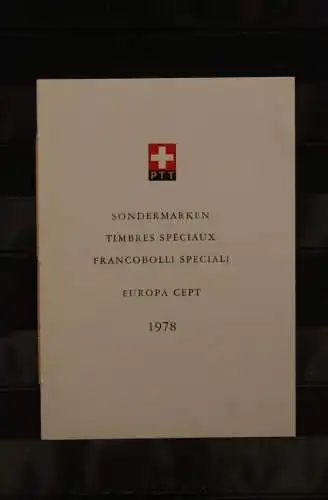 PTT
SONDERMARKEN
TIMBRES SPÉCIAUX
FRANCOBOLLI SPECIALI
EUROPA CEPT
1978